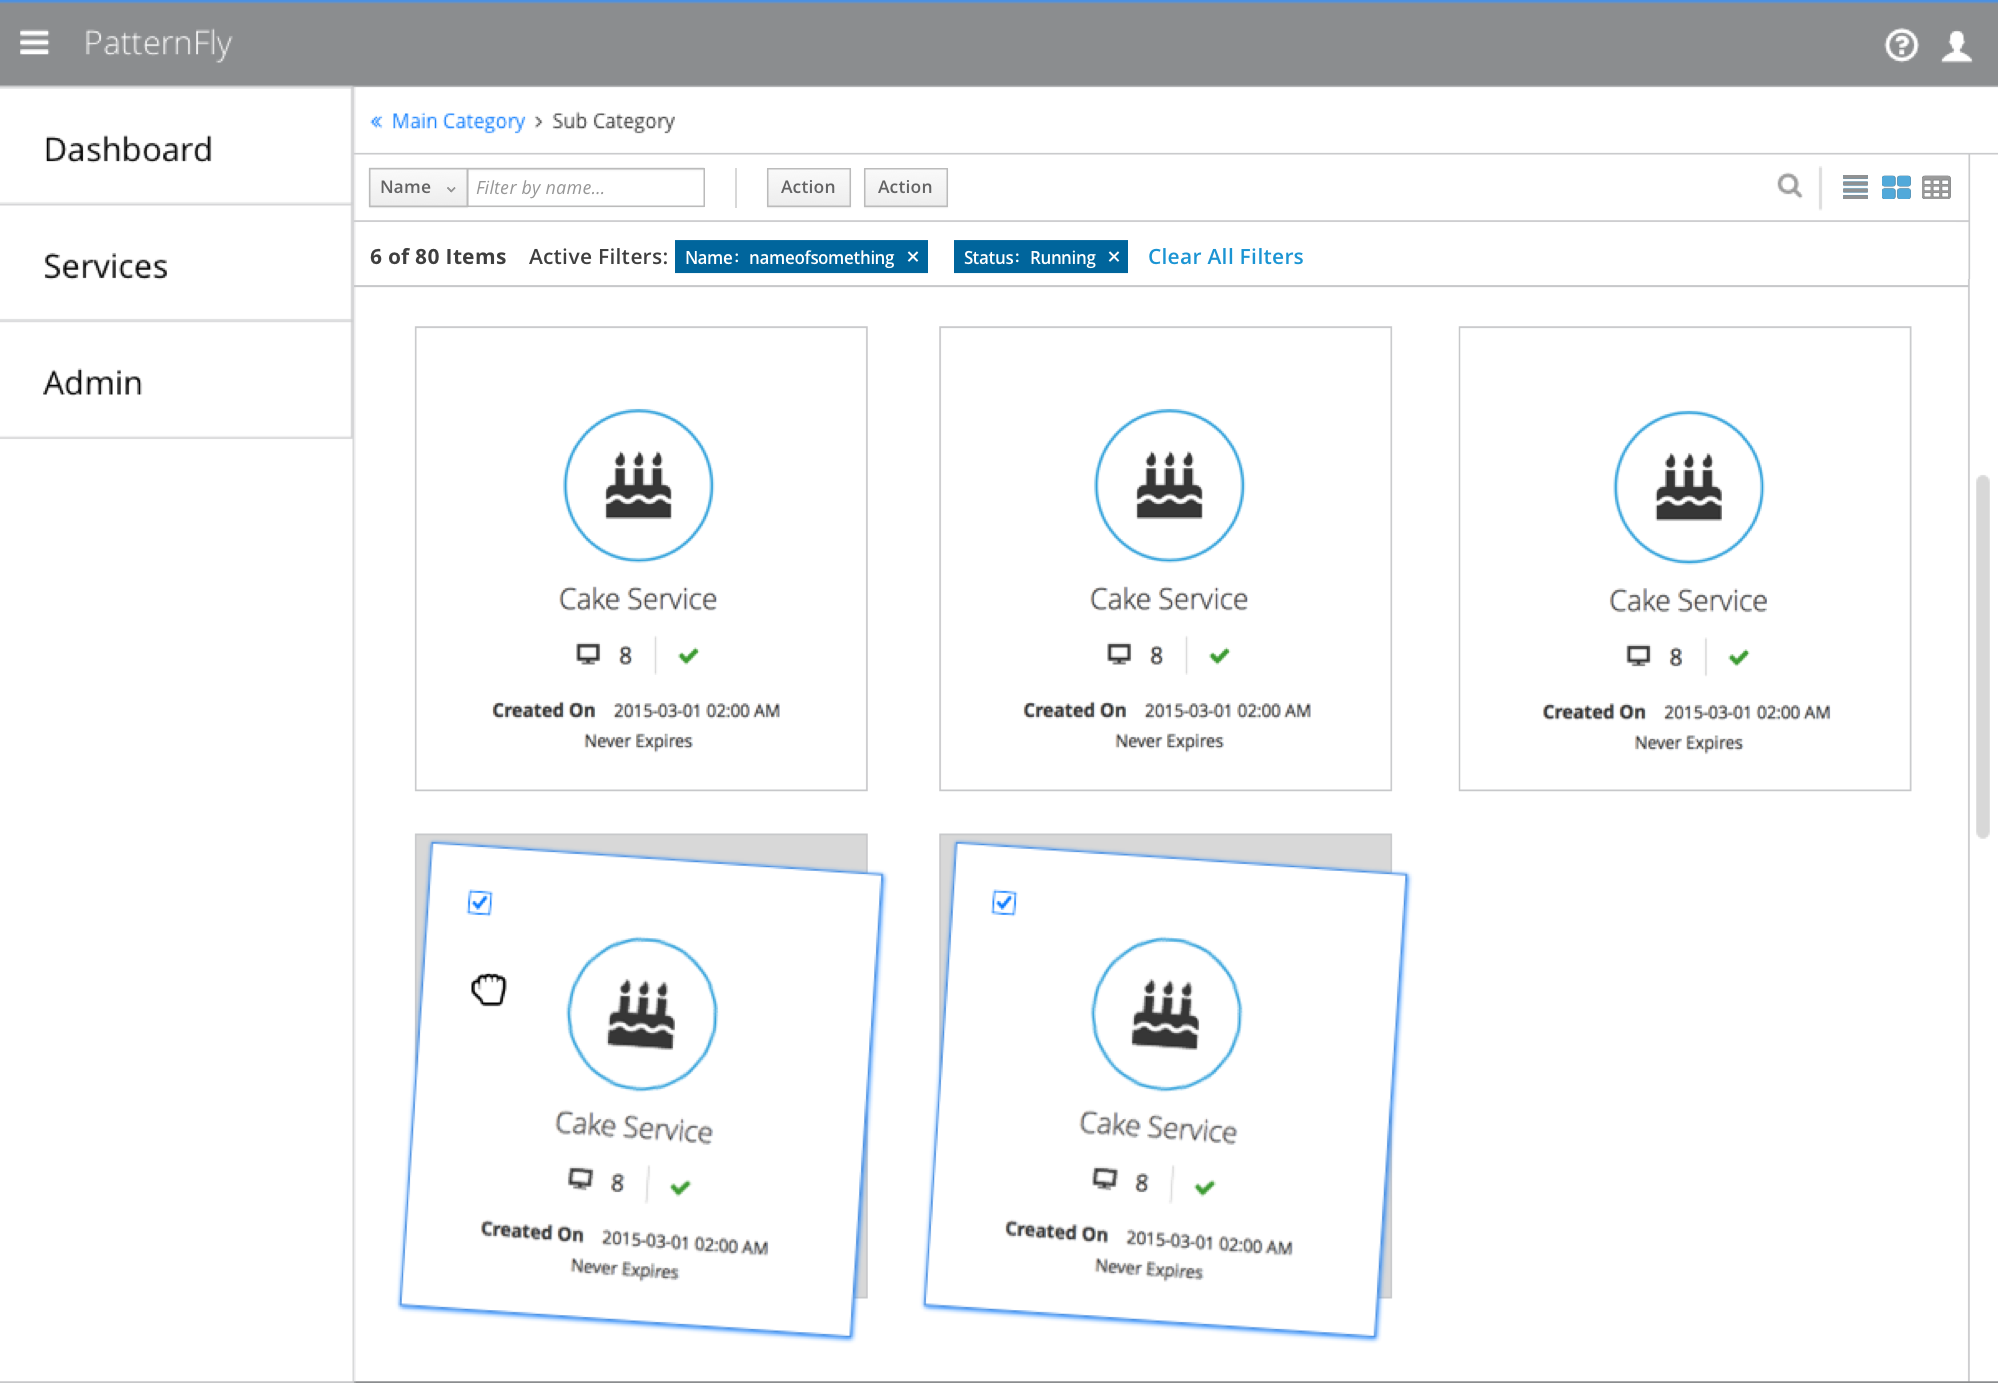 PatternFly
Dashboard
Services
Admin
« Main Category > Sub Category
Name Filter by name... Action Action
6 of 80 Items Active Filters: Name: nameofsomething × Status: Running × Clear All Filters
Cake Service
8
Created On 2015-03-01 02:00 AM
Never Expires
Cake Service
8
Created On 2015-03-01 02:00 AM
Never Expires
Cake Service
8
Created On 2015-03-01 02:00 AM
Never Expires
Cake Service
8
Created On 2015-03-01 02:00 AM
Never Expires
Cake Service
8
Created On 2015-03-01 02:00 AM
Never Expires